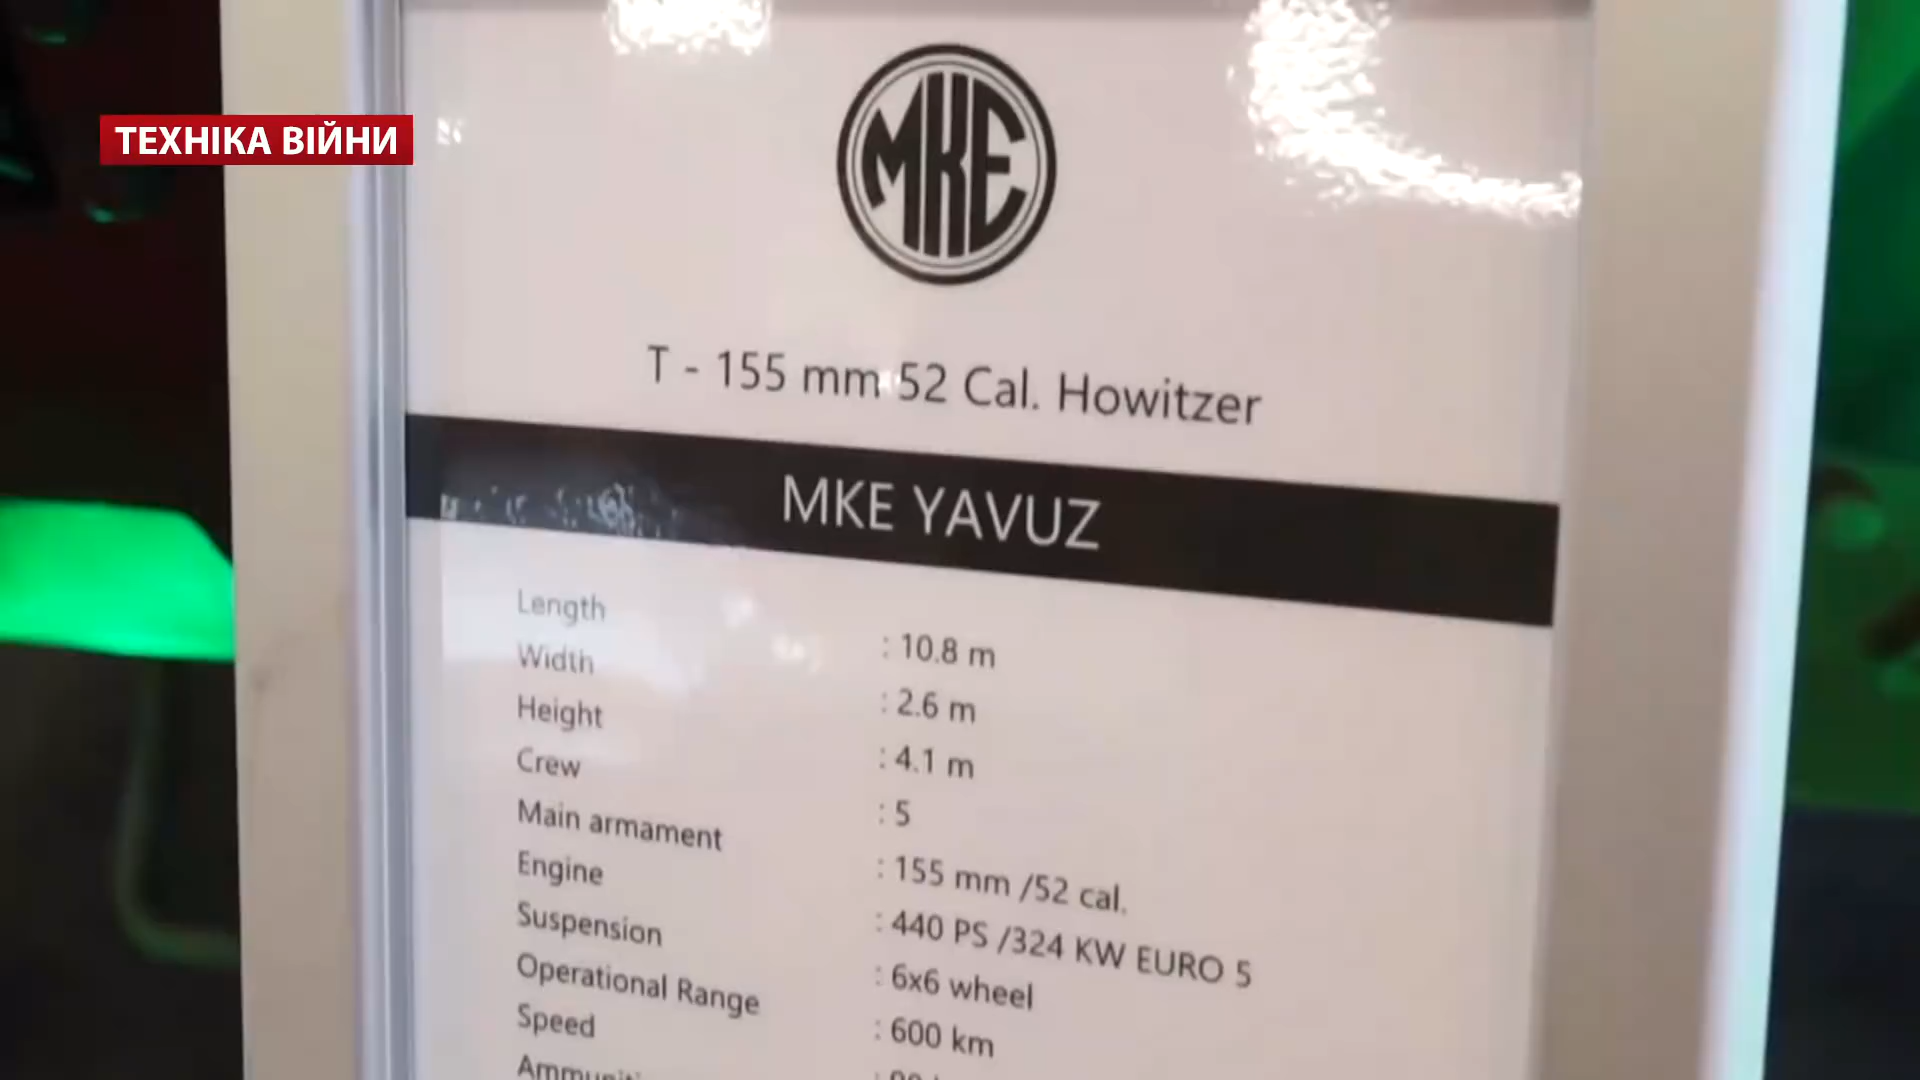 ТЕХНІКА ВІЙНИ
MKE
T - 155 mm 52 Cal. Howitzer
MKE YAVUZ
Length : 10.8 m
Width : 2.6 m
Height : 4.1 m
Crew : 5
Main armament : 155 mm /52 cal.
Engine : 440 PS /324 KW EURO 5
Suspension : 6x6 wheel
Operational Range : 600 km
Speed